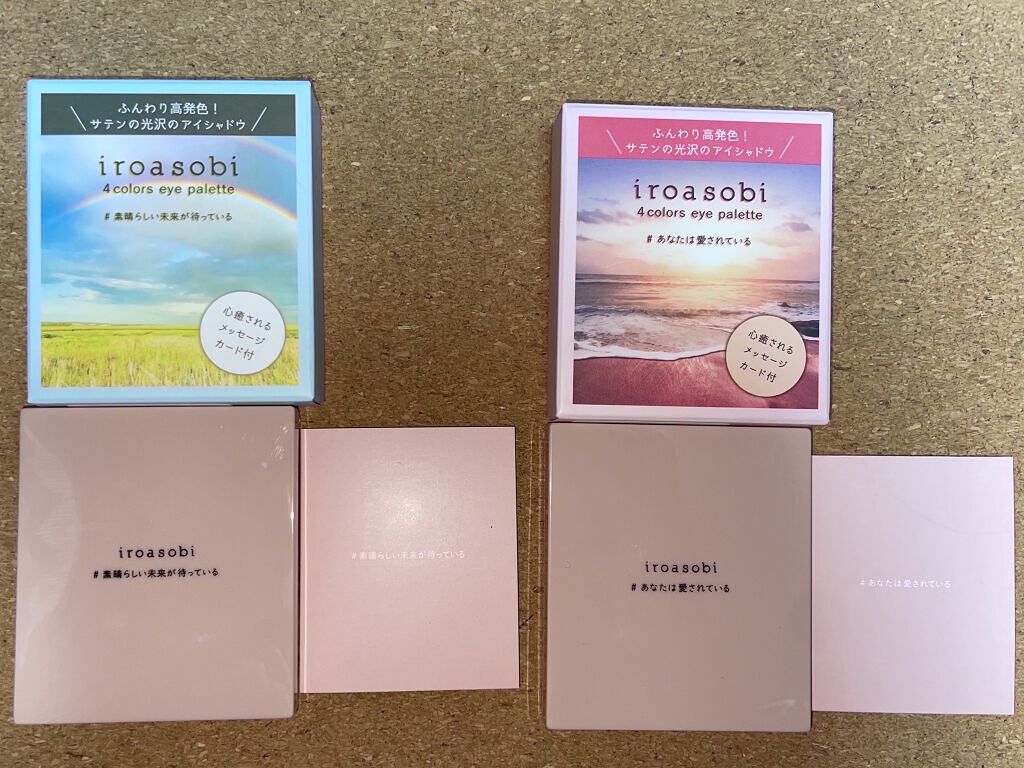 ふんわり高発色！
サテンの光沢のアイシャドウ
iroasobi
4colors eye palette
# 素晴らしい未来が待っている
心癒される
メッセージ
カード付
iroasobi
# 素晴らしい未来が待っている
# 素晴らしい未来が待っている
ふんわり高発色！
サテンの光沢のアイシャドウ
iroasobi
4colors eye palette
# あなたは愛されている
心癒される
メッセージ
カード付
iroasobi
# あなたは愛されている
# あなたは愛されている